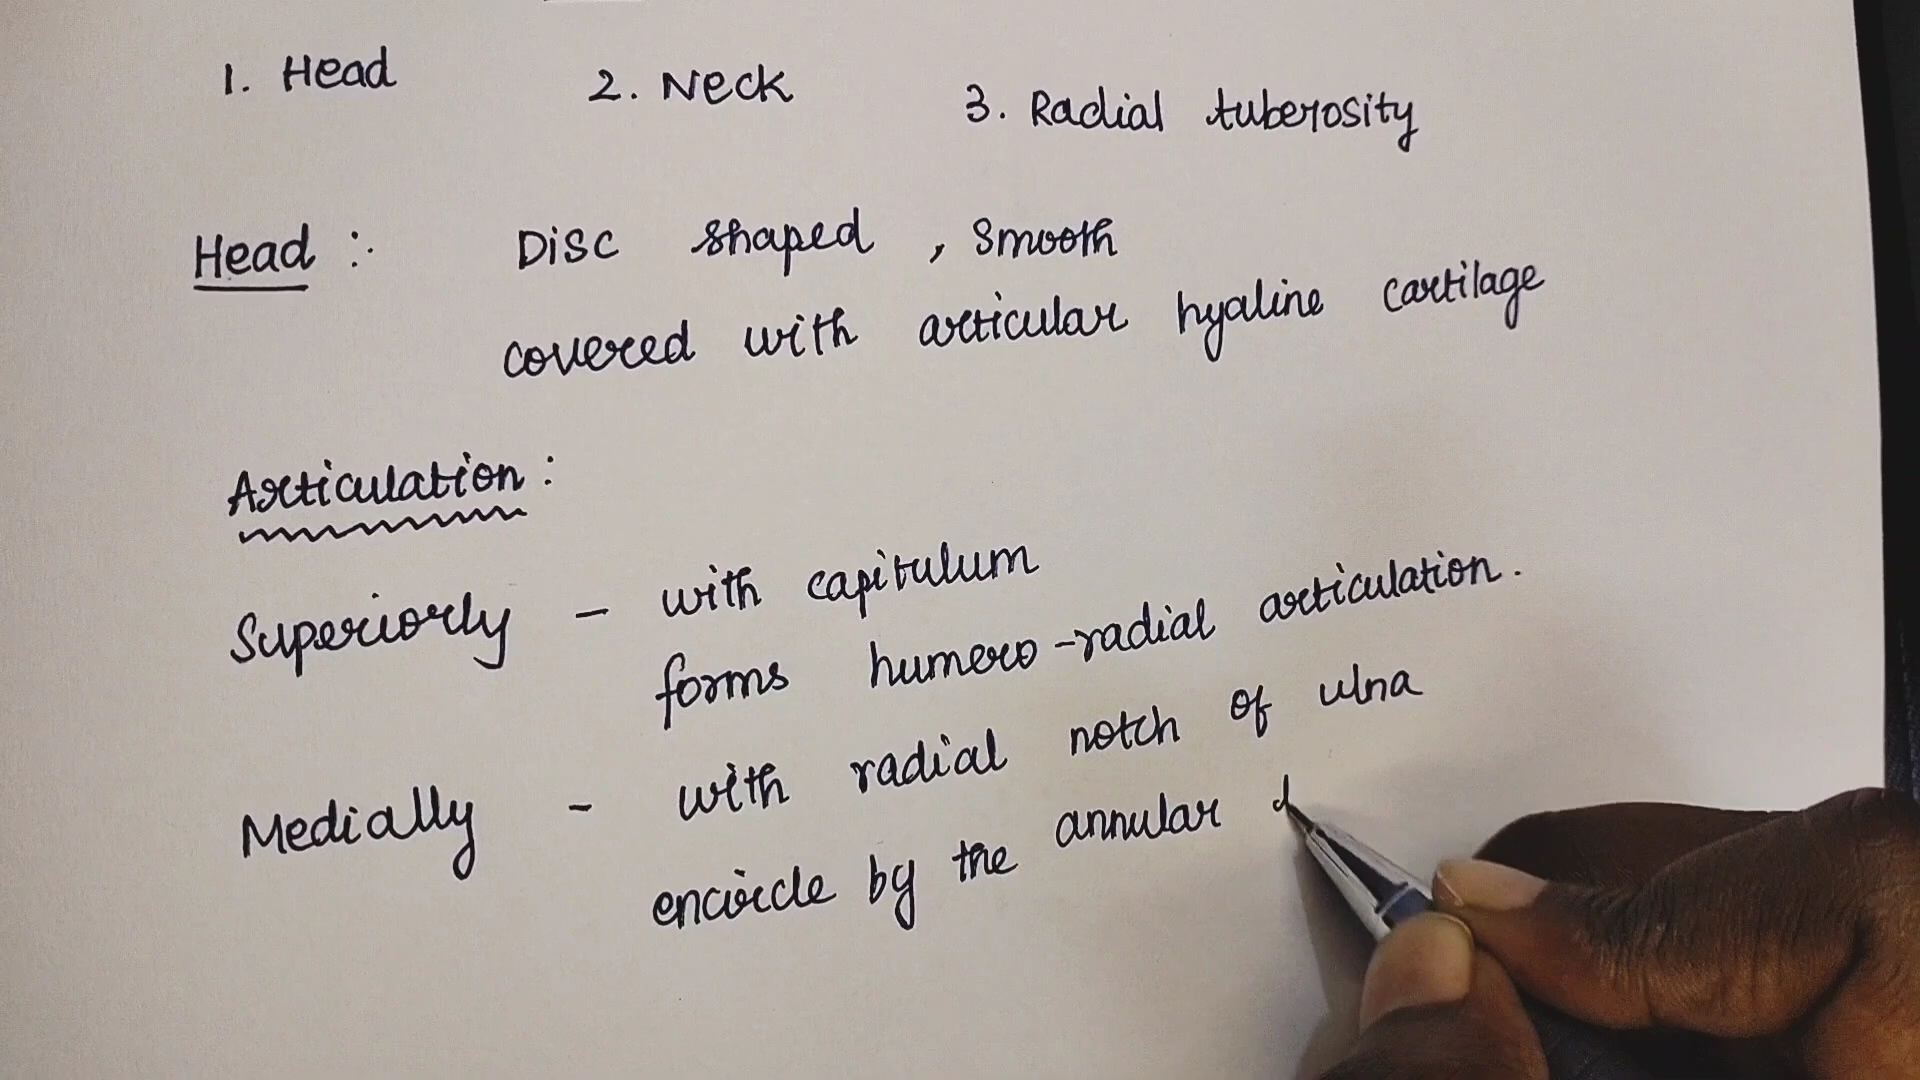 1. Head 2. Neck 3. Radial tuberosity
Head :- Disc shaped , Smooth
covered with articular hyaline cartilage
Articulation :
Superiorly - with capitulum
forms humero-radial articulation.
Medially - with radial notch of ulna
encircle by the annular